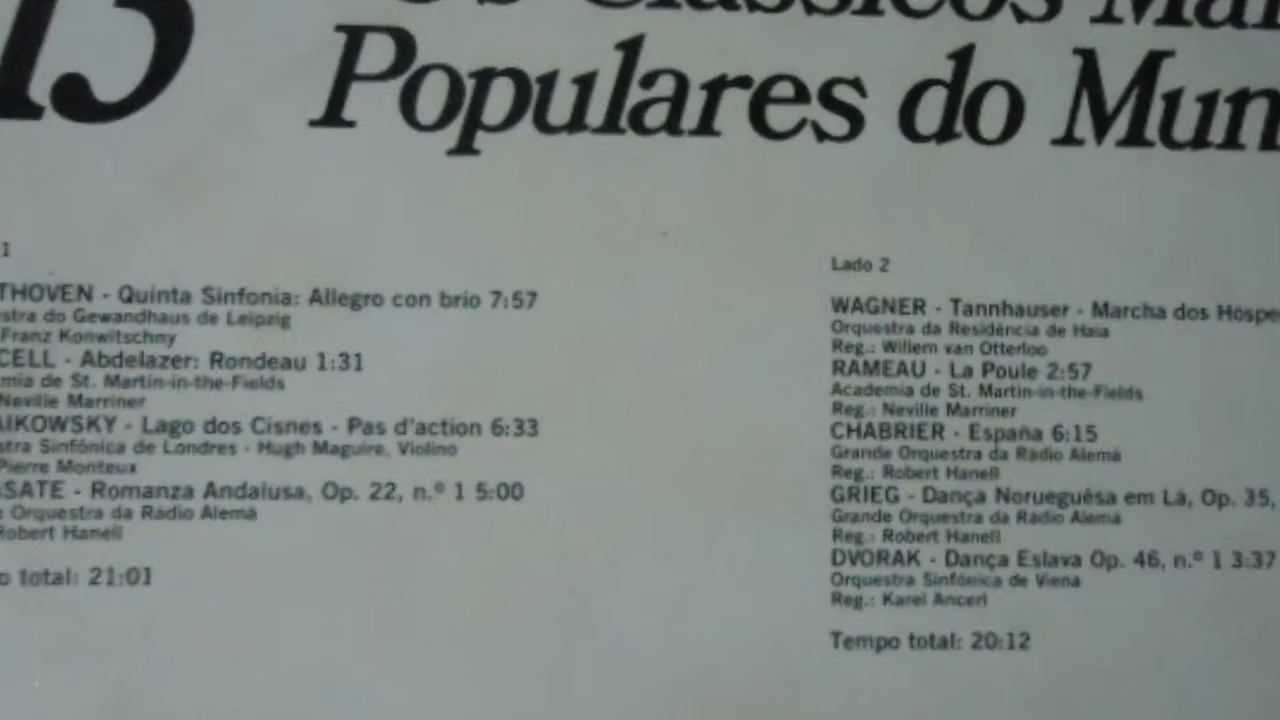 15
Os Clássicos Mai
Populares do Mun
1
THOVEN - Quinta Sinfonia: Allegro con brio 7:57
stra do Gewandhaus de Leipzig
Franz Konwitschny
CELL - Abdelazer: Rondeau 1:31
mia de St. Martin-in-the-Fields
Neville Marriner
AIKOWSKY - Lago dos Cisnes - Pas d'action 6:33
stra Sinfónica de Londres - Hugh Maguire, Violino
Pierre Monteux
SATE - Romanza Andalusa, Op. 22, n.º 1 5:00
e Orquestra da Rádio Alemã
Robert Hanell
o total: 21:01
Lado 2
WAGNER - Tannhauser - Marcha dos Hóspe
Orquestra da Residência de Haia
Reg.: Willem van Otterloo
RAMEAU - La Poule 2:57
Academia de St. Martin-in-the-Fields
Reg.: Neville Marriner
CHABRIER - España 6:15
Grande Orquestra da Rádio Alemã
Reg.: Robert Hanell
GRIEG - Dança Norueguêsa em Lá, Op. 35,
Grande Orquestra da Rádio Alemã
Reg.: Robert Hanell
DVORAK - Dança Eslava Op. 46, n.º 1 3:37
Orquestra Sinfónica de Viena
Reg.: Karel Ancerl
Tempo total: 20:12